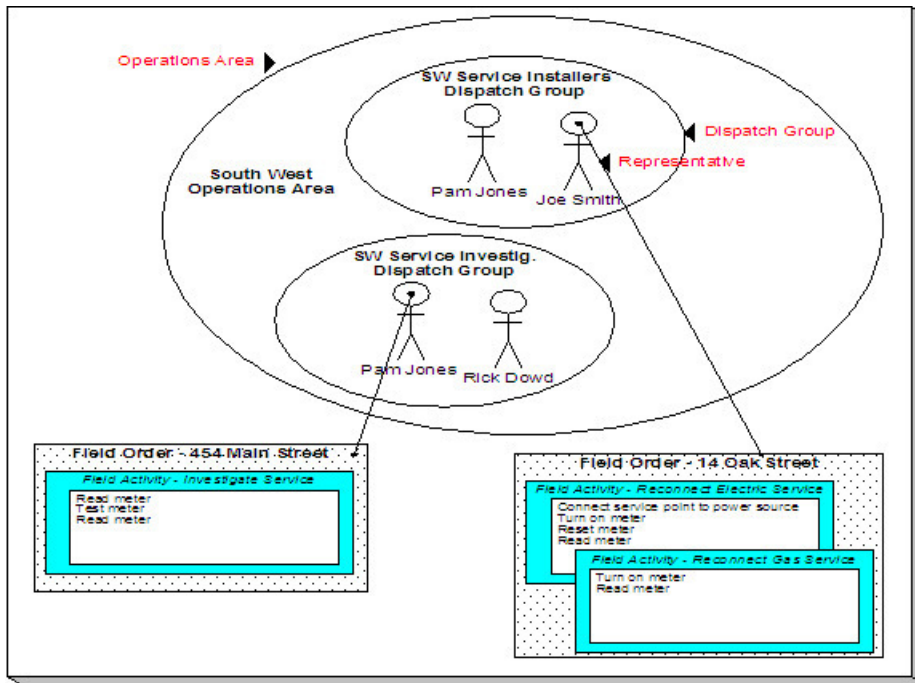 Operations Area
SW Service Installers
Dispatch Group
Dispatch Group
Representative
South West
Operations Area
Pam Jones
Joe Smith
SW Service Investig.
Dispatch Group
Pam Jones
Rick Dowd
Field Order - 454 Main Street
Field Activity - Investigate Service
Read meter
Test meter
Read meter
Field Order - 14 Oak Street
Field Activity - Reconnect Electric Service
Connect service point to power source
Turn on meter
Reset meter
Read meter
Field Activity - Reconnect Gas Service
Turn on meter
Read meter